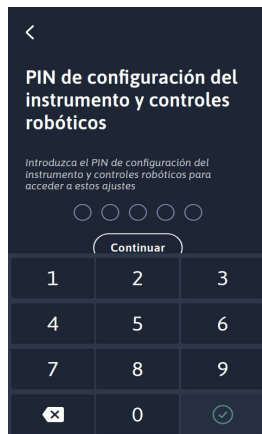 PIN de configuración del
instrumento y controles
robóticos
Introduzca el PIN de configuración del
instrumento y controles robóticos para
acceder a estos ajustes
Continuar
1 2 3
4 5 6
7 8 9
0